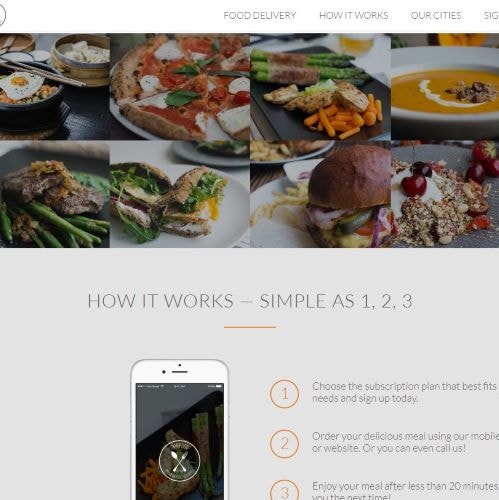 FOOD DELIVERY HOW IT WORKS OUR CITIES
HOW IT WORKS — SIMPLE AS 1, 2, 3
1 Choose the subscription plan that best fits
needs and sign up today.
2 Order your delicious meal using our mobile
or website. Or you can even call us!
3 Enjoy your meal after less than 20 minutes
you the next time!